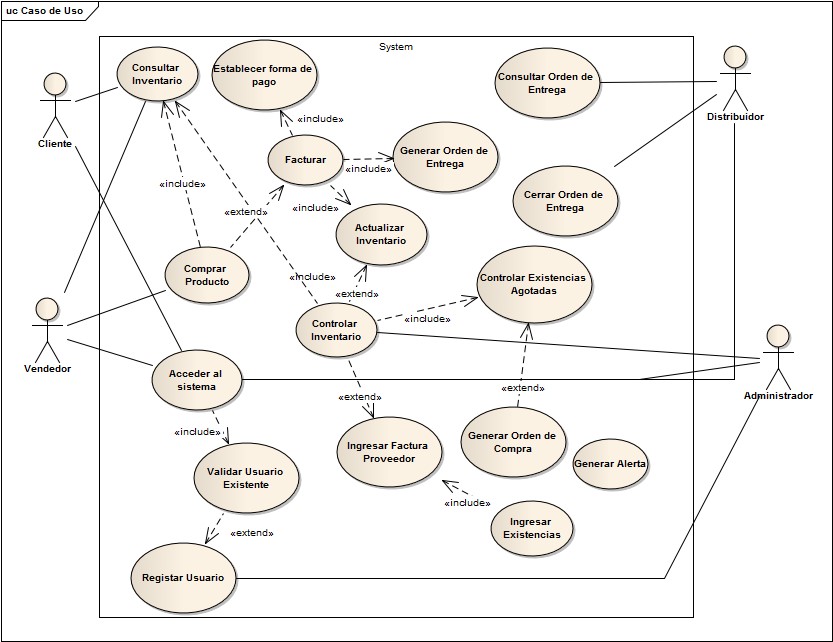 uc Caso de Uso
System
Consultar
Inventario
Establecer forma de
pago
Consultar Orden de
Entrega
Cliente
Distribuidor
«include»
Facturar
Generar Orden de
Entrega
«include»
«include»
«extend»
«include»
Cerrar Orden de
Entrega
Actualizar
Inventario
Comprar
Producto
«include»
«extend»
Controlar Existencias
Agotadas
Controlar
Inventario
«include»
Vendedor
Administrador
Acceder al
sistema
«extend»
«extend»
«include»
Ingresar Factura
Proveedor
Generar Orden de
Compra
Generar Alerta
Validar Usuario
Existente
«include»
Ingresar
Existencias
«extend»
Registar Usuario